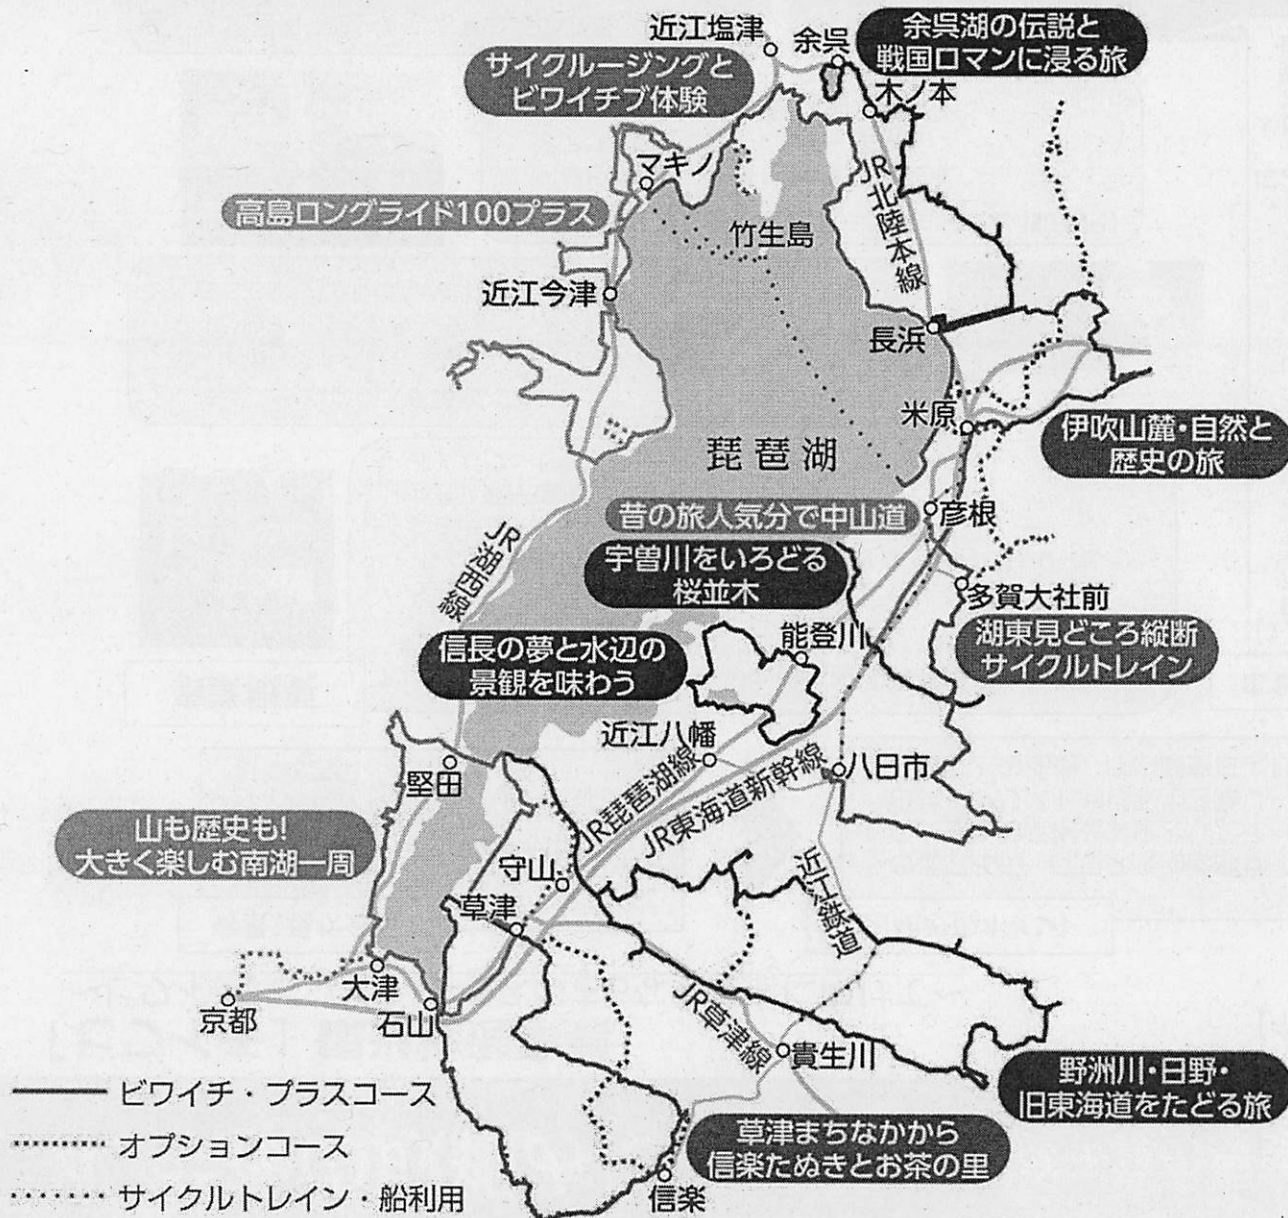 近江塩津
余呉
余呉湖の伝説と
戦国ロマンに浸る旅
サイクルージングと
ビワイチプ体験
木ノ本
マキノ
JR北陸本線
高島ロングライド100プラス
竹生島
近江今津
長浜
米原
伊吹山麓・自然と
歴史の旅
琵琶湖
昔の旅人気分で中山道
彦根
宇曽川をいろどる
桜並木
JR湖西線
多賀大社前
湖東見どころ縦断
サイクルトレイン
能登川
信長の夢と水辺の
景観を味わう
近江八幡
JR琵琶湖線
JR東海道新幹線
八日市
堅田
山も歴史も!
大きく楽しむ南湖一周
守山
草津
近江鉄道
大津
京都
石山
JR草津線
貴生川
野洲川・日野・
旧東海道をたどる旅
草津まちなかから
信楽たぬきとお茶の里
信楽
ビワイチ・プラスコース
オプションコース
サイクルトレイン・船利用